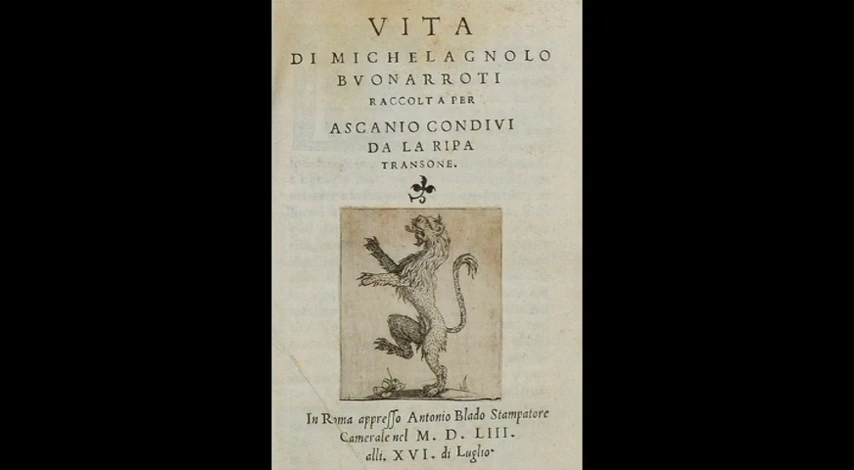 VITA
DI MICHELAGNOLO
BVONARROTI
RACCOLTA PER
ASCANIO CONDIVI
DA LA RIPA
TRANSONE.
In Roma appreſſo Antonio Blado Stampatore
Camerale nel M. D. LIII.
alli. XVI. di Luglio.